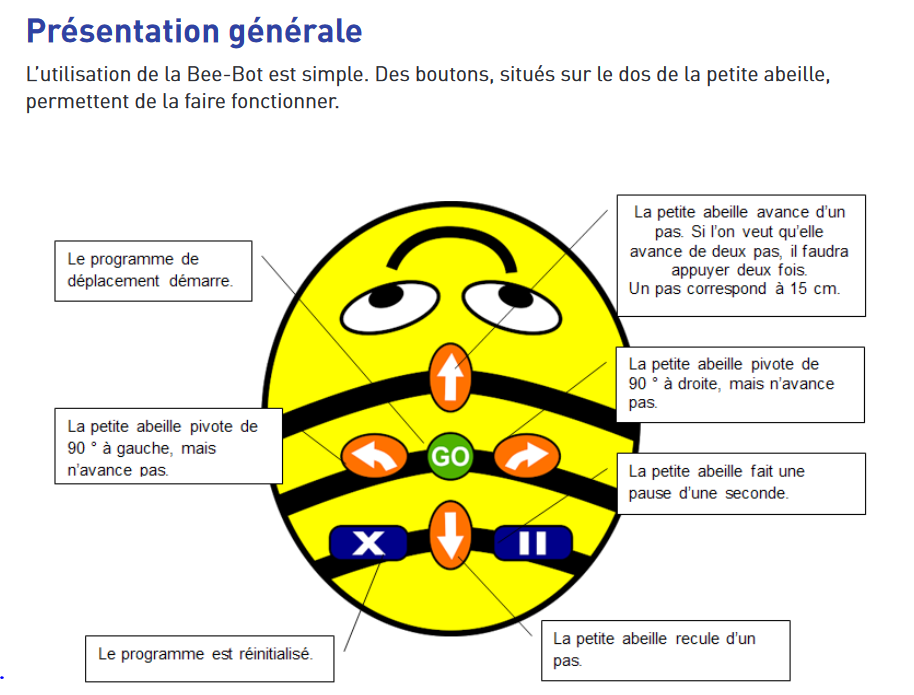 Présentation générale
L'utilisation de la Bee-Bot est simple. Des boutons, situés sur le dos de la petite abeille,
permettent de la faire fonctionner.
La petite abeille avance d'un
pas. Si l'on veut qu'elle
avance de deux pas, il faudra
appuyer deux fois.
Un pas correspond à 15 cm.
Le programme de
déplacement démarre.
La petite abeille pivote de
90 ° à droite, mais n'avance
pas.
La petite abeille pivote de
90 ° à gauche, mais
n'avance pas.
GO
La petite abeille fait une
pause d'une seconde.
X
La petite abeille recule d'un
pas.
Le programme est réinitialisé.